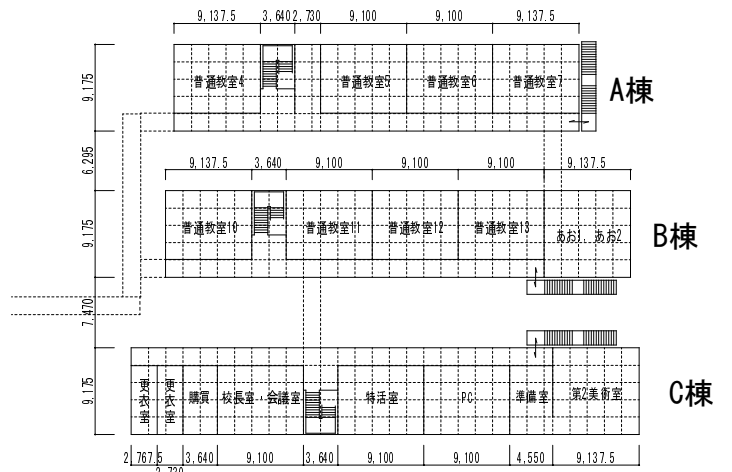 9,137.5 3,640 2,730 9,100 9,100 9,137.5
9.175
普通教室4 普通教室5 普通教室6 普通教室7
A棟
6.295
9,137.5 3,640 9,100 9,100 9,100 9,137.5
9.175
普通教室10 普通教室11 普通教室12 普通教室13 あお1, あお2
B棟
7.470
9.175
更衣室 更衣室 購買 校長室・会議室 特活室 PC 準備室 第2美術室
C棟
2,767.5 3,640 9,100 3,640 9,100 9,100 4,550 9,137.5
2,730